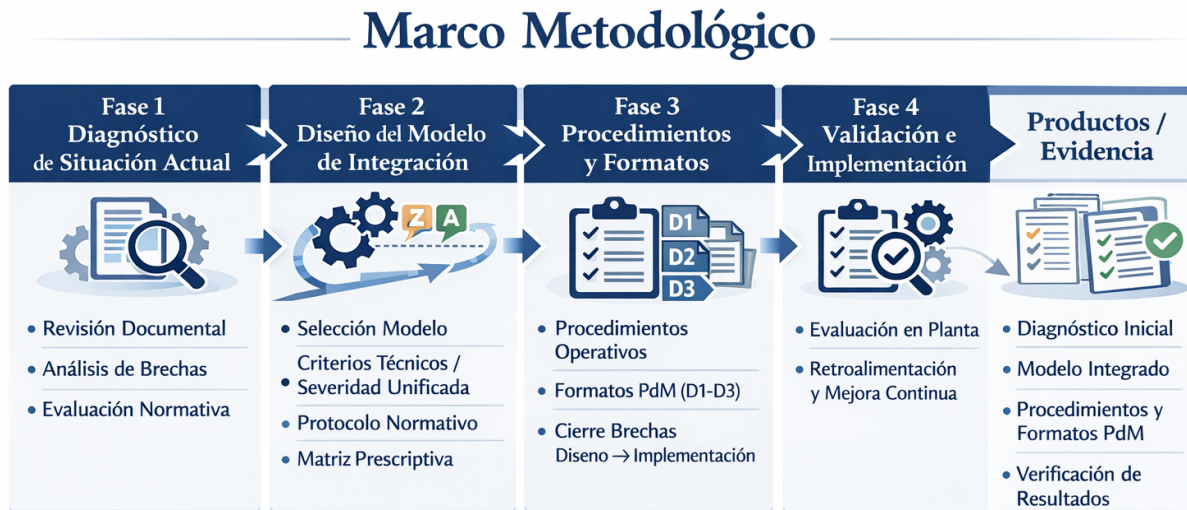 Marco Metodológico
Fase 1
Diagnóstico
de Situación Actual
Revisión Documental
Análisis de Brechas
Evaluación Normativa
Fase 2
Diseño del Modelo
de Integración
Z A
Selección Modelo
Criterios Técnicos /
Severidad Unificada
Protocolo Normativo
Matriz Prescriptiva
Fase 3
Procedimientos
y Formatos
D1
D2
D3
Procedimientos
Operativos
Formatos PdM (D1-D3)
Cierre Brechas
Diseno → Implementación
Fase 4
Validación e
Implementación
Evaluación en Planta
Retroalimentación
y Mejora Continua
Productos /
Evidencia
Diagnóstico Inicial
Modelo Integrado
Procedimientos y
Formatos PdM
Verificación de
Resultados